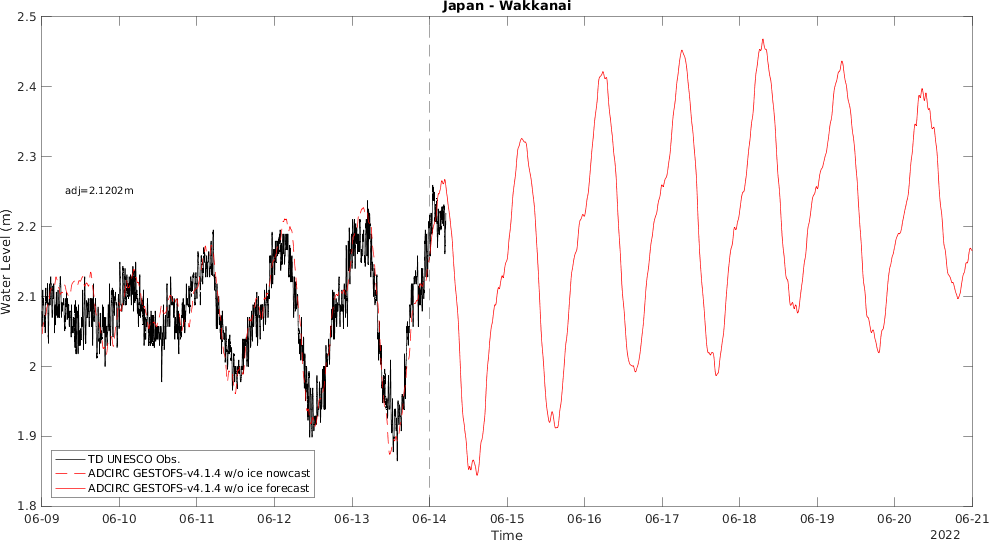 Japan - Wakkanai
2.5
2.4
2.3
adj=2.1202m
2.2
Water Level (m)
2.1
2
1.9
TD UNESCO Obs.
ADCIRC GESTOFS-v4.1.4 w/o ice nowcast
ADCIRC GESTOFS-v4.1.4 w/o ice forecast
1.8
06-09 06-10 06-11 06-12 06-13 06-14 06-15 06-16 06-17 06-18 06-19 06-20 06-21
Time 2022